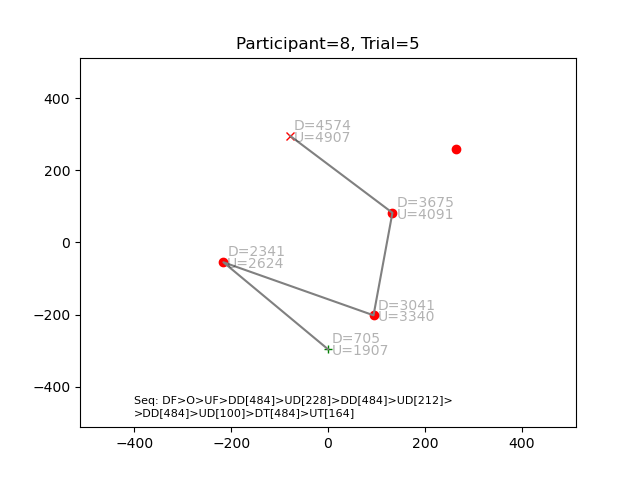 Participant=8, Trial=5
400
200
0
−200
−400
D=4574
U=4907
D=3675
U=4091
D=2341
U=2624
D=3041
U=3340
D=705
U=1907
Seq: DF>O>UF>DD[484]>UD[228]>DD[484]>UD[212]>
>DD[484]>UD[100]>DT[484]>UT[164]
−400 −200 0 200 400